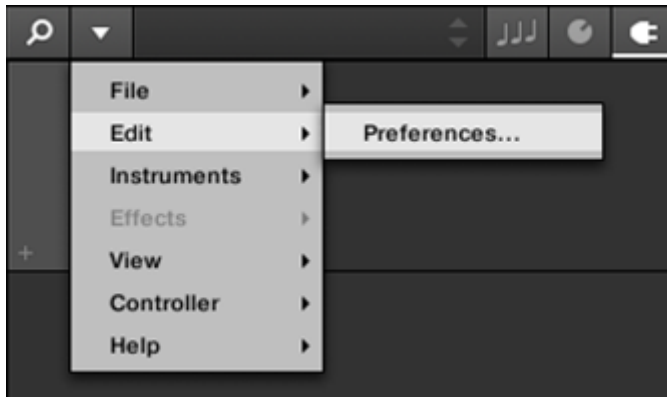 File
Edit
Preferences...
Instruments
Effects
View
Controller
Help